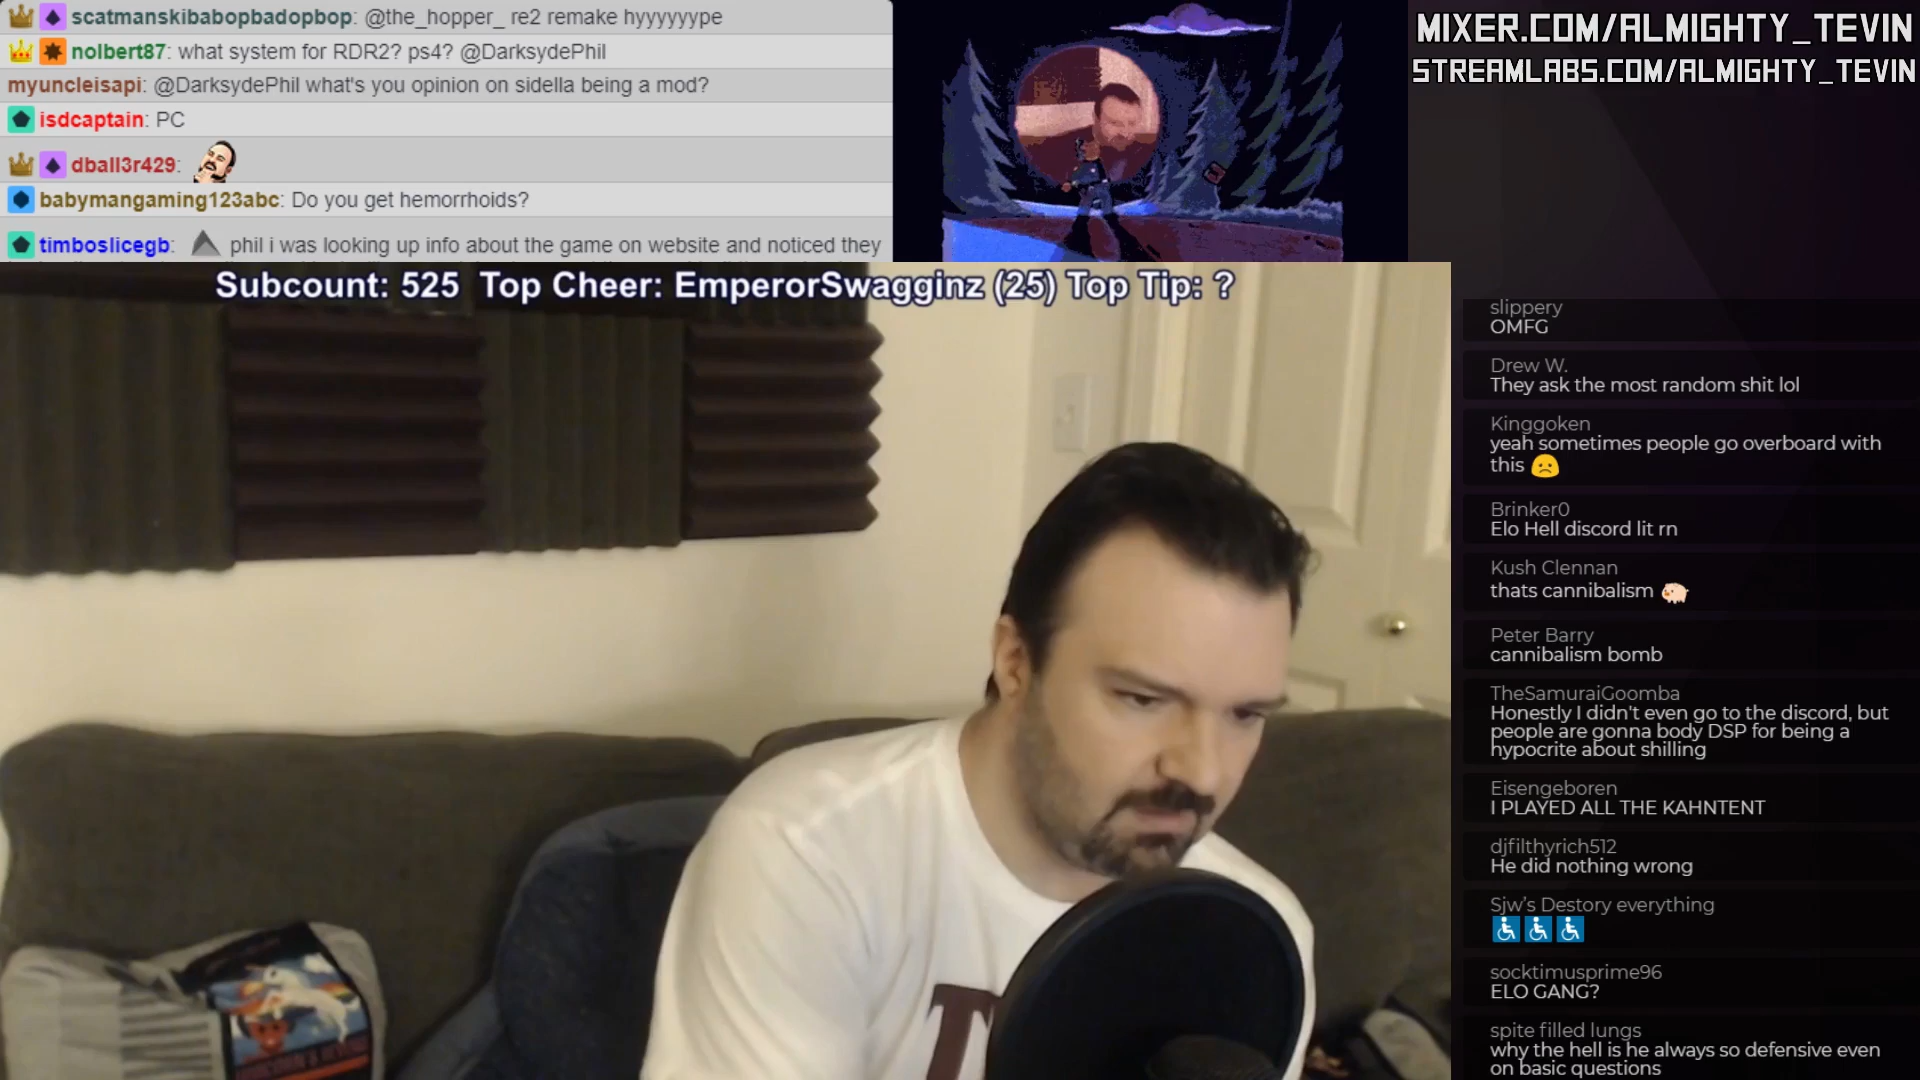 scatmanskibabopbadopbop: @the_hopper_ re2 remake hyyyyyype
nolbert87: what system for RDR2? ps4? @DarksydePhil
myuncleisapi: @DarksydePhil what's you opinion on sidella being a mod?
isdcaptain: PC
dball3r429:
babymangaming123abc: Do you get hemorrhoids?
timboslicegb: phil i was looking up info about the game on website and noticed they
MIXER.COM/ALMIGHTY_TEVIN
STREAMLABS.COM/ALMIGHTY_TEVIN
Subcount: 525 Top Cheer: EmperorSwagginz (25) Top Tip: ?
slippery
OMFG
Drew W.
They ask the most random shit lol
Kinggoken
yeah sometimes people go overboard with
this ☹️
Brinker0
Elo Hell discord lit rn
Kush Clennan
thats cannibalism 🐖
Peter Barry
cannibalism bomb
TheSamuraiGoomba
Honestly I didn't even go to the discord, but
people are gonna body DSP for being a
hypocrite about shilling
Eisengeboren
I PLAYED ALL THE KAHNTENT
djfilthyrich512
He did nothing wrong
Sjw's Destory everything
♿♿♿
socktimusprime96
ELO GANG?
spite filled lungs
why the hell is he always so defensive even
on basic questions